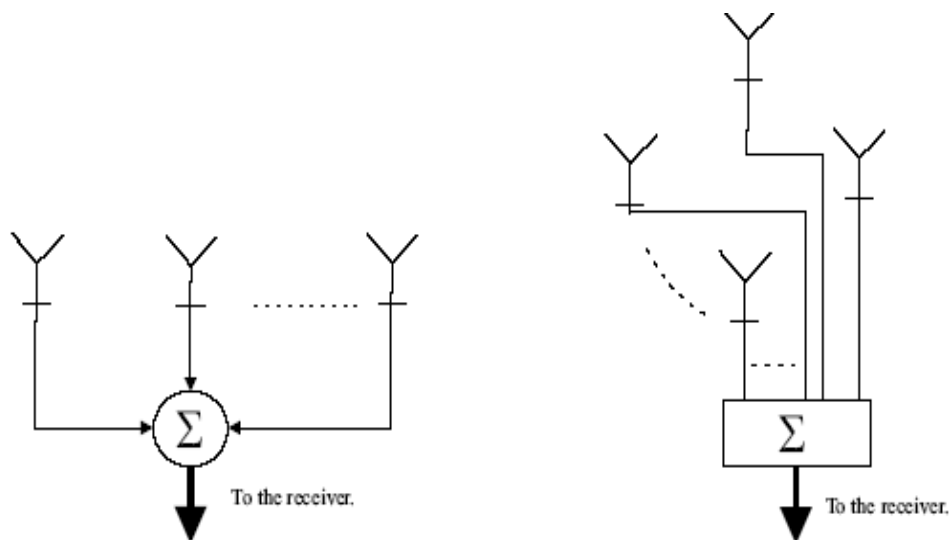 Σ
To the receiver.
Σ
To the receiver.